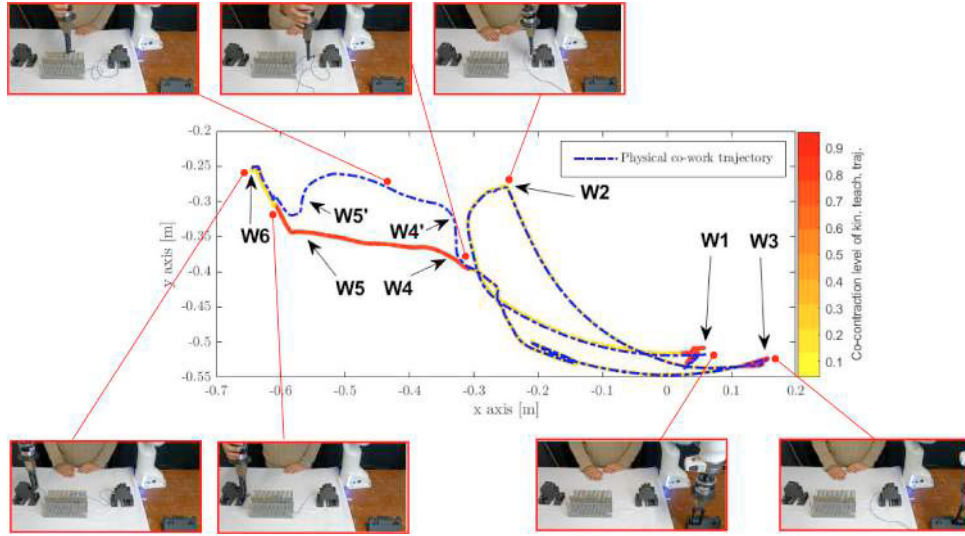 -0.2
-0.25
-0.3
-0.35
-0.4
-0.45
-0.5
-0.55
y axis [m]
Physical co-work trajectory
W2
W5'
W4'
W6
W1
W3
W5
W4
-0.7
-0.6
-0.5
-0.4
-0.3
-0.2
-0.1
0
0.1
0.2
x axis [m]
0.9
0.8
0.7
0.6
0.5
0.4
0.3
0.2
0.1
Co-contraction level of kin. teach. traj.